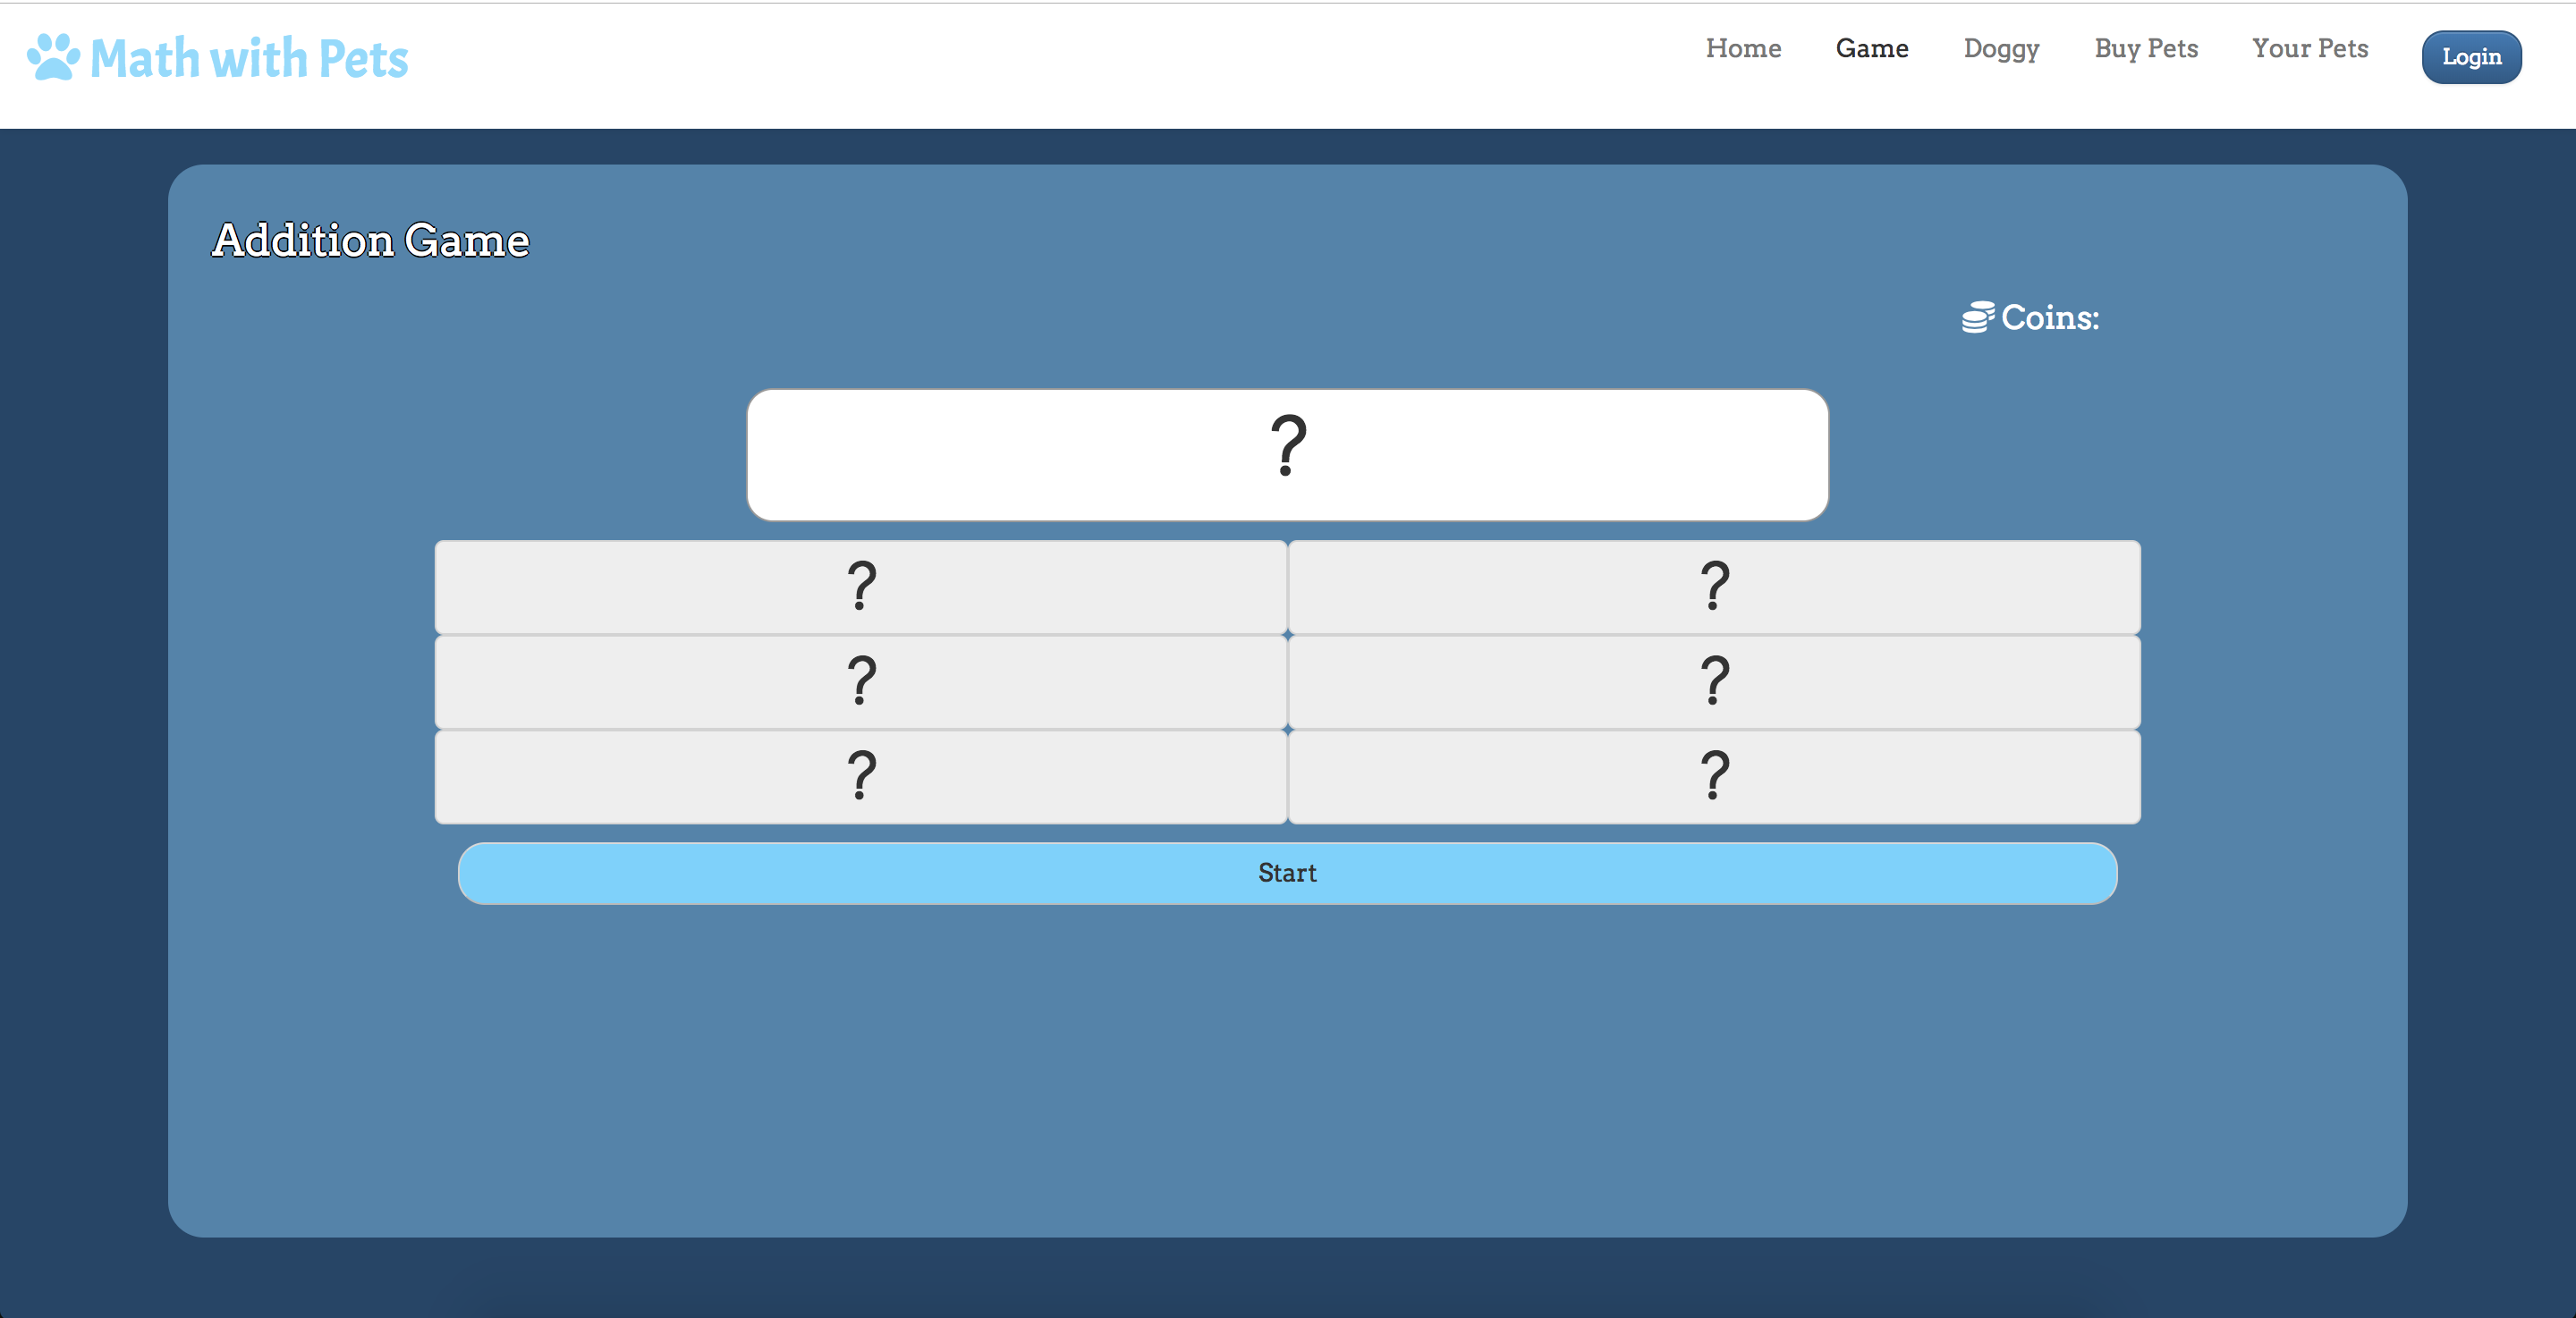 Math with Pets
Home Game Doggy Buy Pets Your Pets Login
Addition Game
Coins:
?
? ?
? ?
? ?
Start